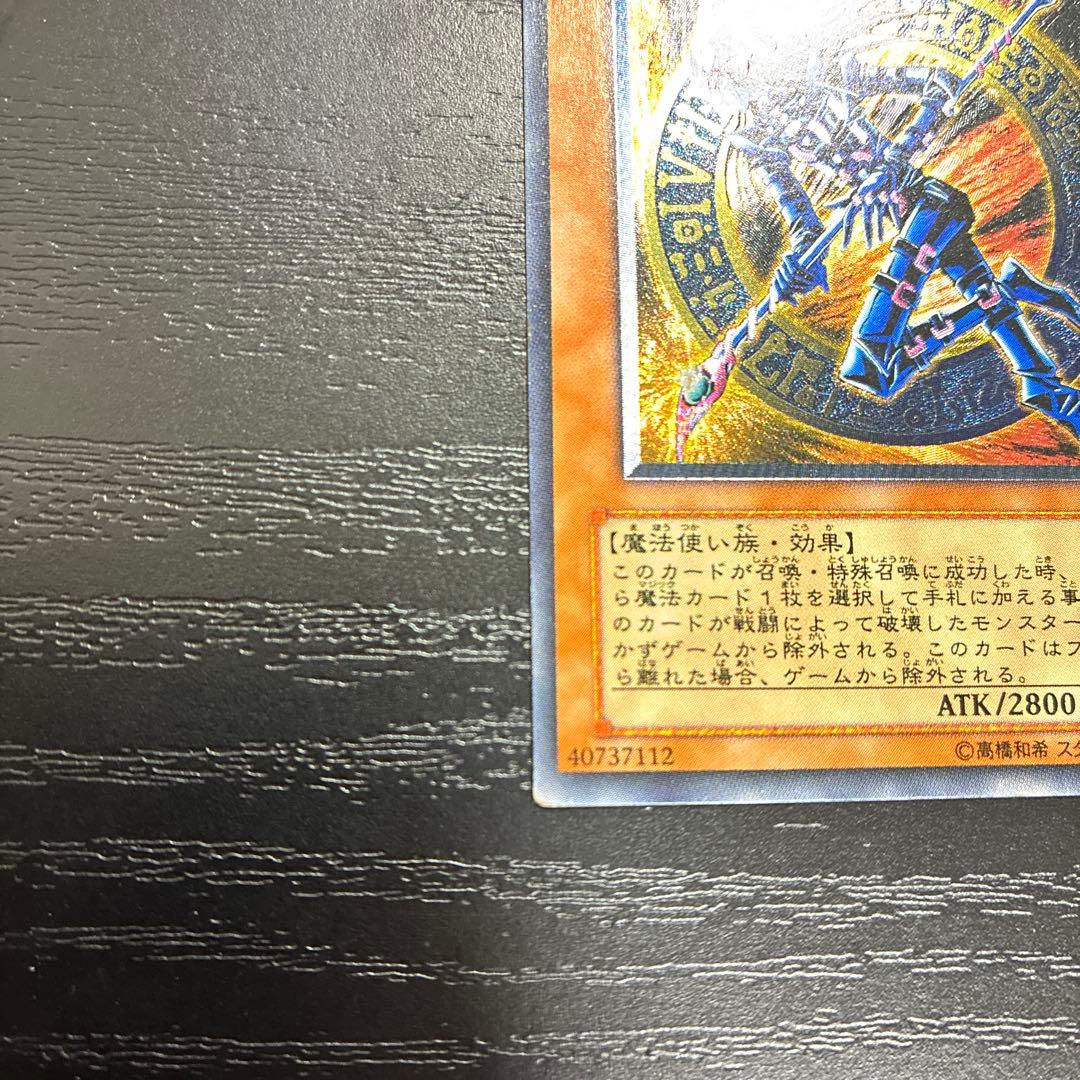 【魔法使い族・効果】
このカードが召喚・特殊召喚に成功した時、
ら魔法カード1枚を選択して手札に加える事
のカードが戦闘によって破壊したモンスター
かずゲームから除外される。このカードはフ
ら離れた場合、ゲームから除外される。
ATK/2800
40737112
©高橋和希 スタ